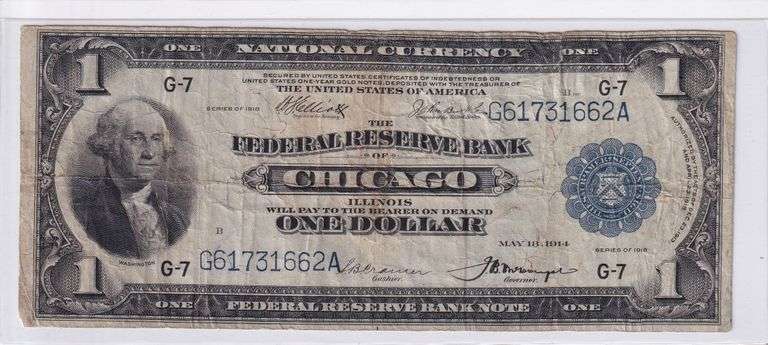 ONE NATIONAL CURRENCY ONE
1 1
SECURED BY UNITED STATES CERTIFICATES OF INDEBTEDNESS OR
UNITED STATES ONE-YEAR GOLD NOTES, DEPOSITED WITH THE TREASURER OF
THE UNITED STATES OF AMERICA
G-7 G-7
SERIES OF 1918
G61731662A
THE
FEDERAL RESERVE BANK
OF
CHICAGO
ILLINOIS
WILL PAY TO THE BEARER ON DEMAND
B ONE DOLLAR
MAY 18, 1914
SERIES OF 1918
WASHINGTON
G-7 G61731662A
Cashier. Governor.
G-7
1 1
ONE FEDERAL RESERVE BANK NOTE ONE